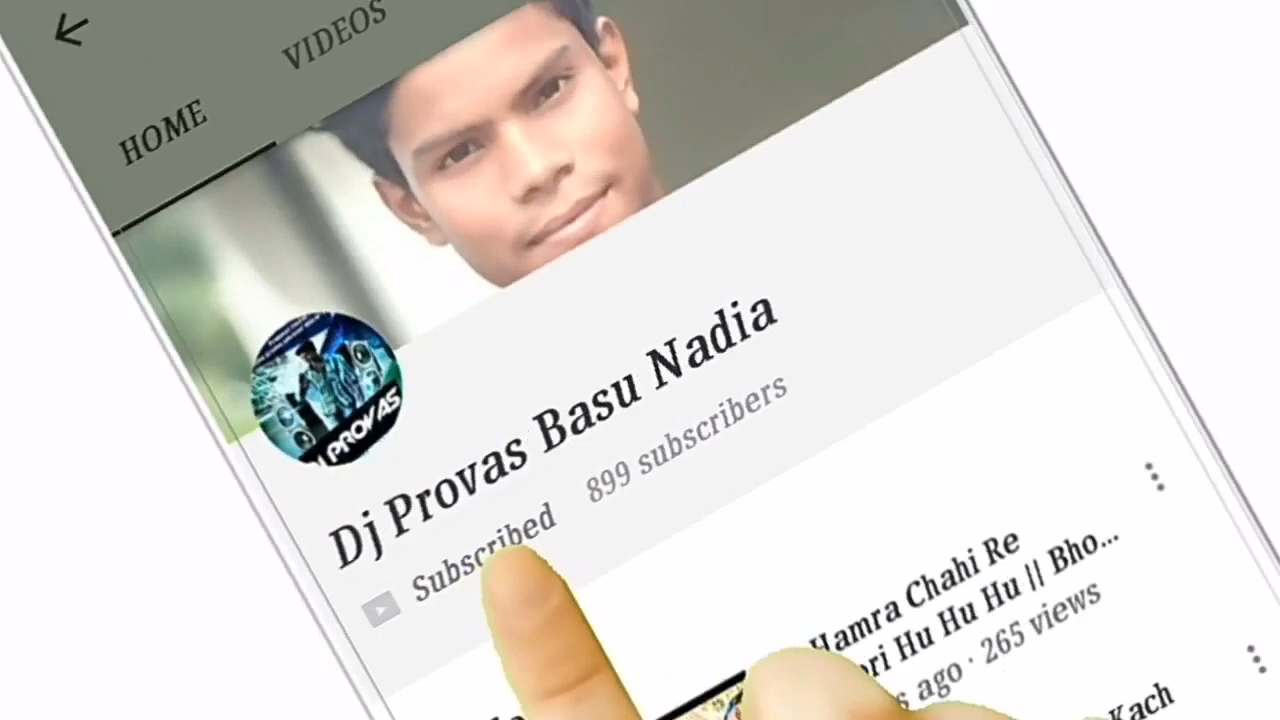 HOME
VIDEOS
PROVAS
Dj Provas Basu Nadia
Subscribed 899 subscribers
Hamra Chahi Re
Hu Hu Hu || Bho...
ago · 265 views
Kach